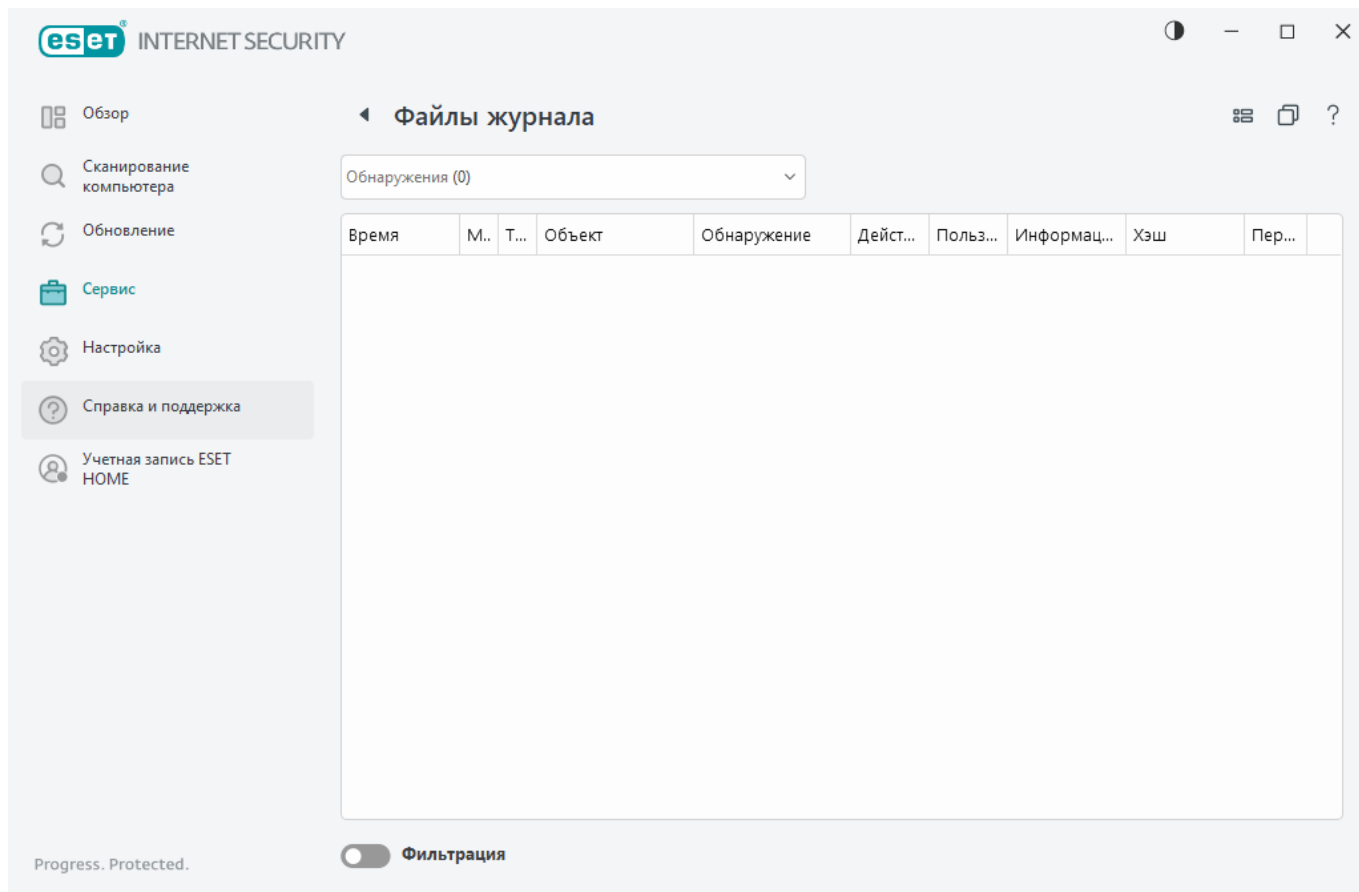 eset® INTERNET SECURITY
Обзор
Сканирование
компьютера
Обновление
Сервис
Настройка
Справка и поддержка
Учетная запись ESET
HOME
Progress. Protected.
Файлы журнала
?
Обнаружения (0)
Время М.. Т... Объект Обнаружение Дейст... Польз... Информац... Хэш Пер...
Фильтрация